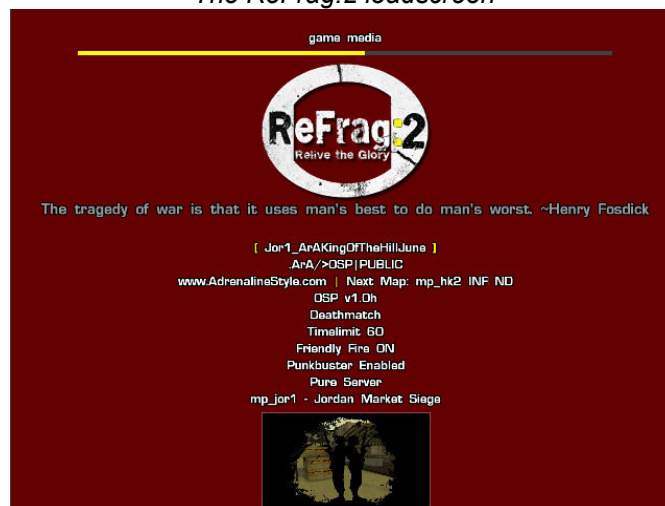 The ReFrag:2 loadscreen
game media
ReFrag:2
Relive the Glory
The tragedy of war is that it uses man's best to do man's worst. ~Henry Fosdick
[ Jor1_ArAKingOfTheHillJune ]
.ArA/>OSP|PUBLIC
www.AdrenalineStyle.com | Next Map: mp_hk2 INF ND
OSP v1.0h
Deathmatch
Timelimit 60
Friendly Fire ON
Punkbuster Enabled
Pure Server
mp_jor1 - Jordan Market Siege